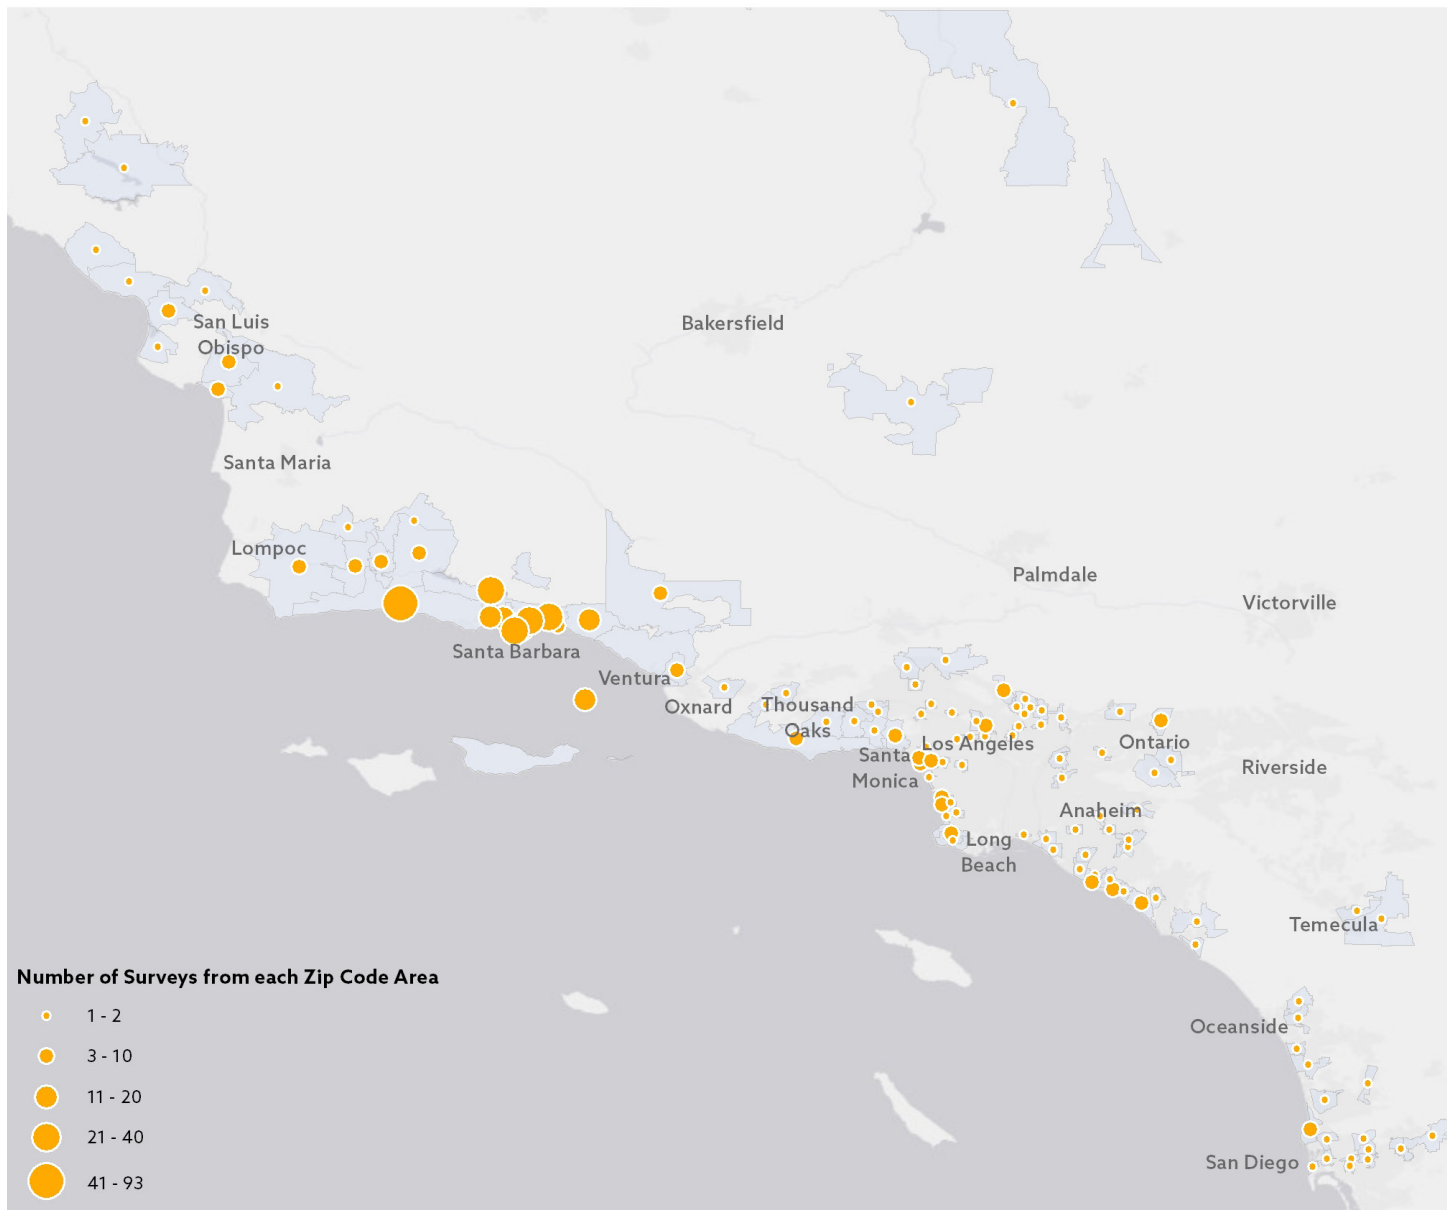 San Luis
Obispo
Bakersfield
Santa Maria
Lompoc
Palmdale
Victorville
Santa Barbara
Ventura
Oxnard
Thousand
Oaks
Los Angeles
Ontario
Santa
Monica
Riverside
Anaheim
Long
Beach
Temecula
Number of Surveys from each Zip Code Area
1 - 2
3 - 10
11 - 20
21 - 40
41 - 93
Oceanside
San Diego